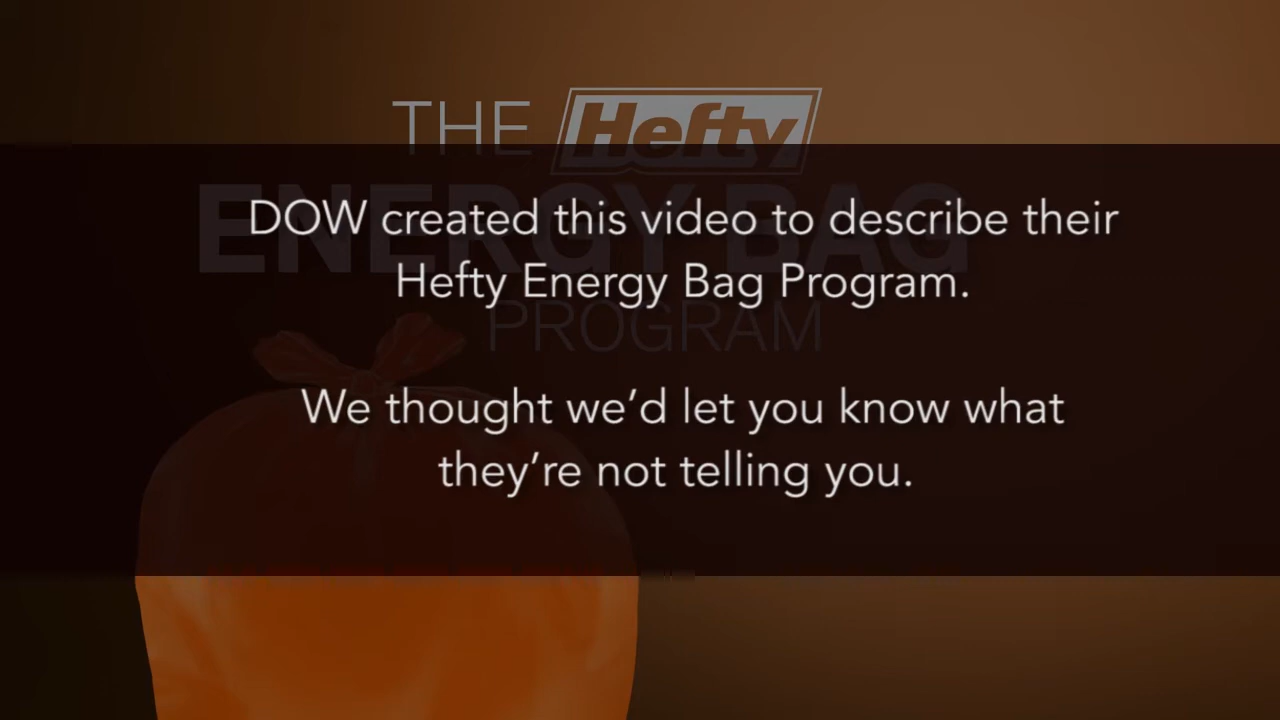 THE Hefty
ENERGY BAG
PROGRAM
DOW created this video to describe their
Hefty Energy Bag Program.
We thought we’d let you know what
they’re not telling you.